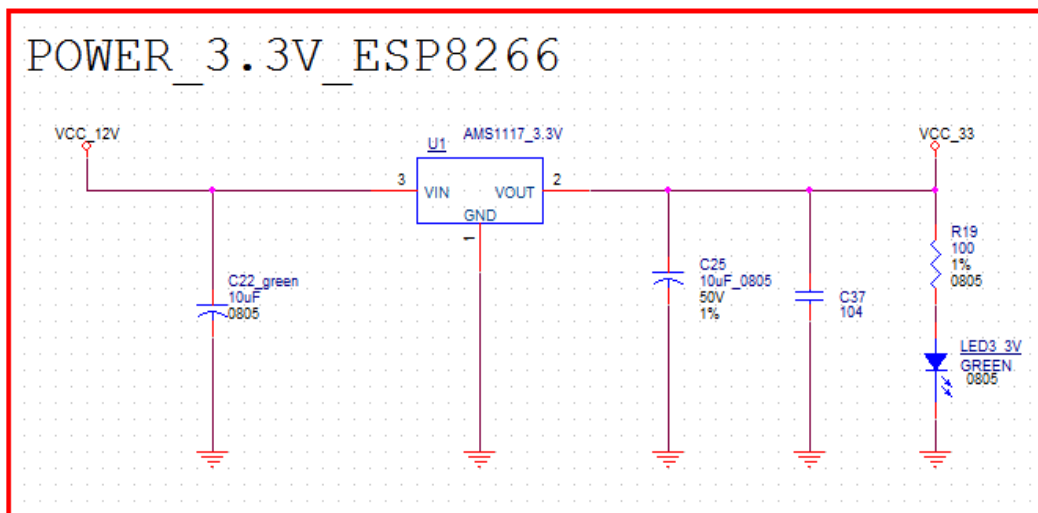 POWER_3.3V_ESP8266
VCC_12V
U1
AMS1117_3.3V
VCC_33
3
VIN
VOUT
2
GND
1
C22_green
10uF
0805
C25
10uF_0805
50V
1%
C37
104
R19
100
1%
0805
LED3_3V
GREEN
0805